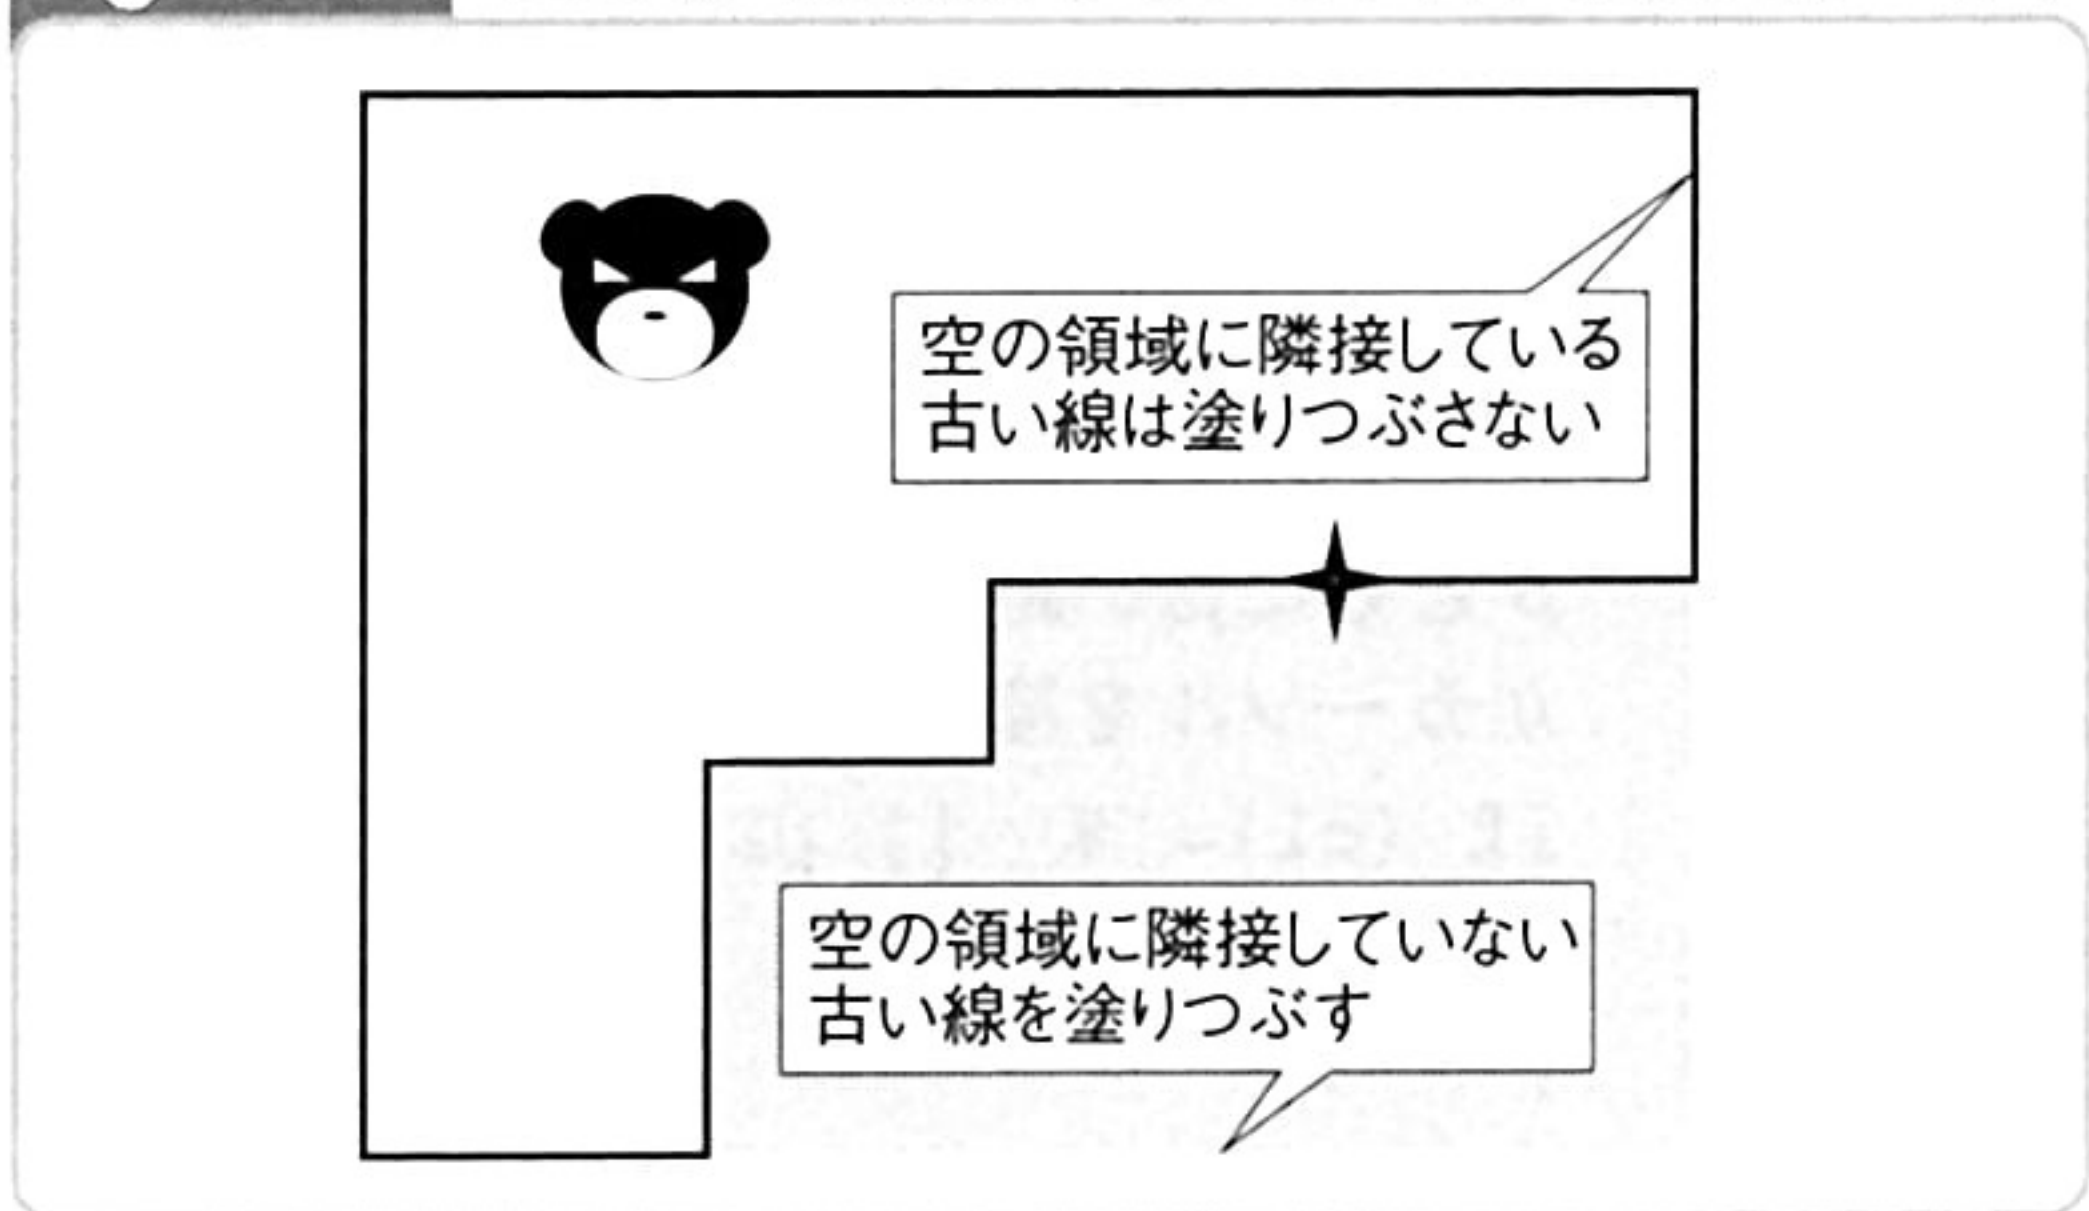 空の領域に隣接している
古い線は塗りつぶさない
空の領域に隣接していない
古い線を塗りつぶす